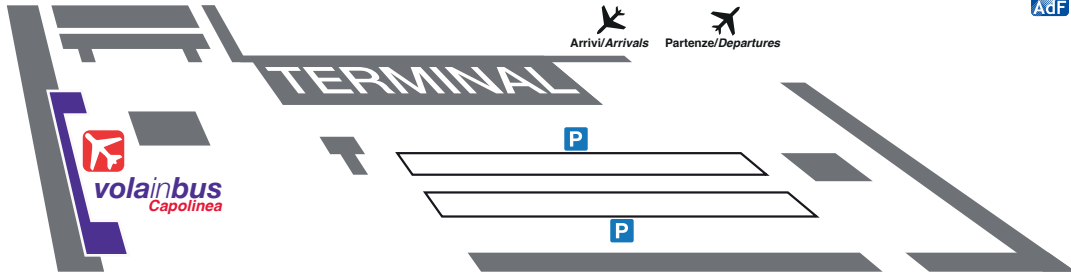 AdF
Arrivi/Arrivals Partenze/Departures
TERMINAL
P
volainbus
Capolinea
P